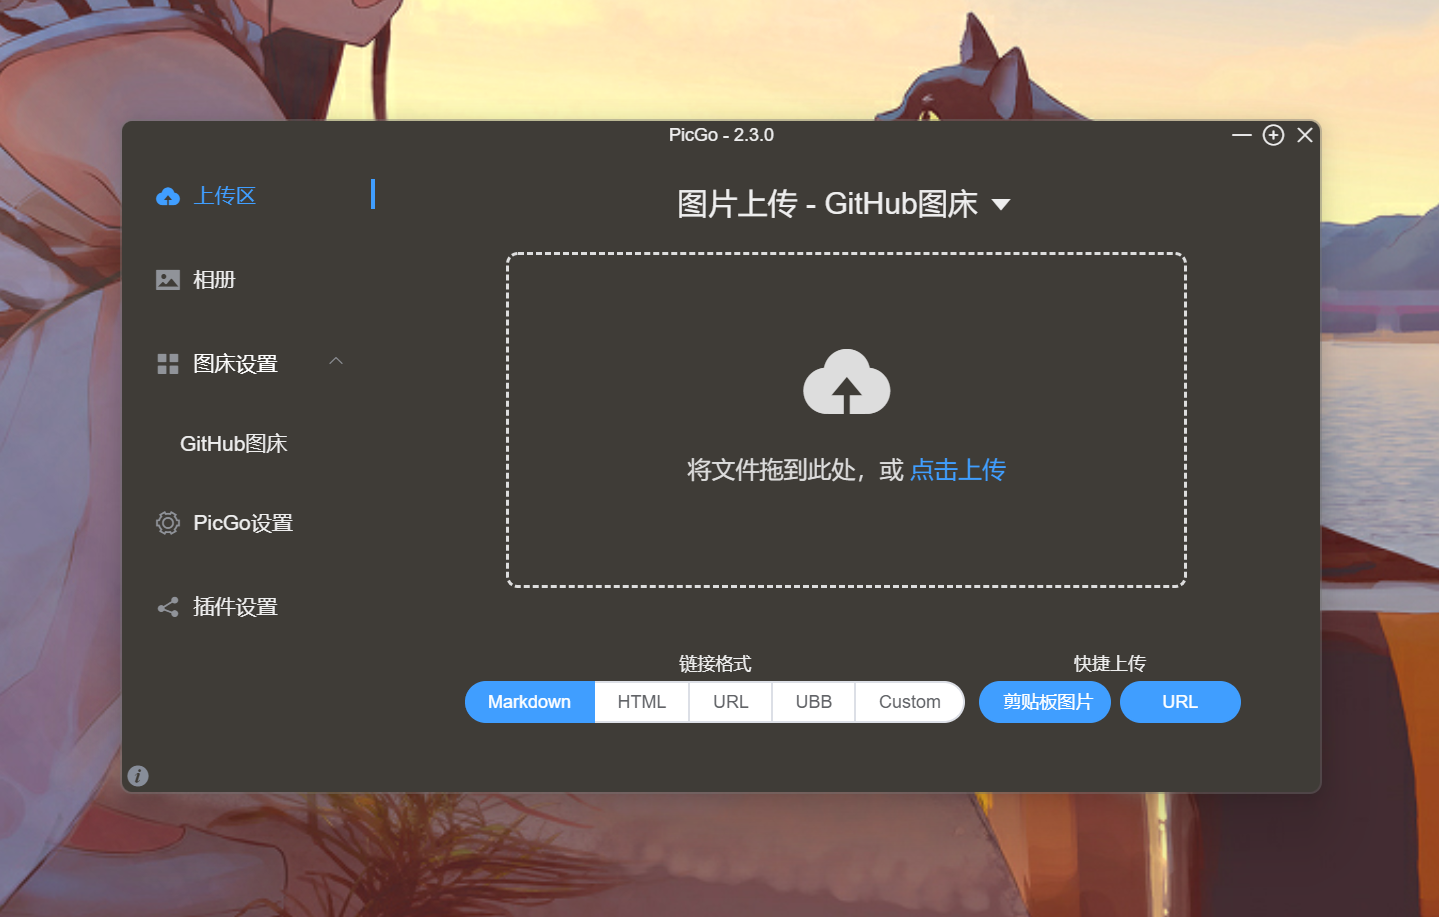 PicGo - 2.3.0
上传区
相册
图床设置
GitHub图床
PicGo设置
插件设置
图片上传 - GitHub图床
将文件拖到此处，或 点击上传
链接格式
Markdown HTML URL UBB Custom
快捷上传
剪贴板图片 URL